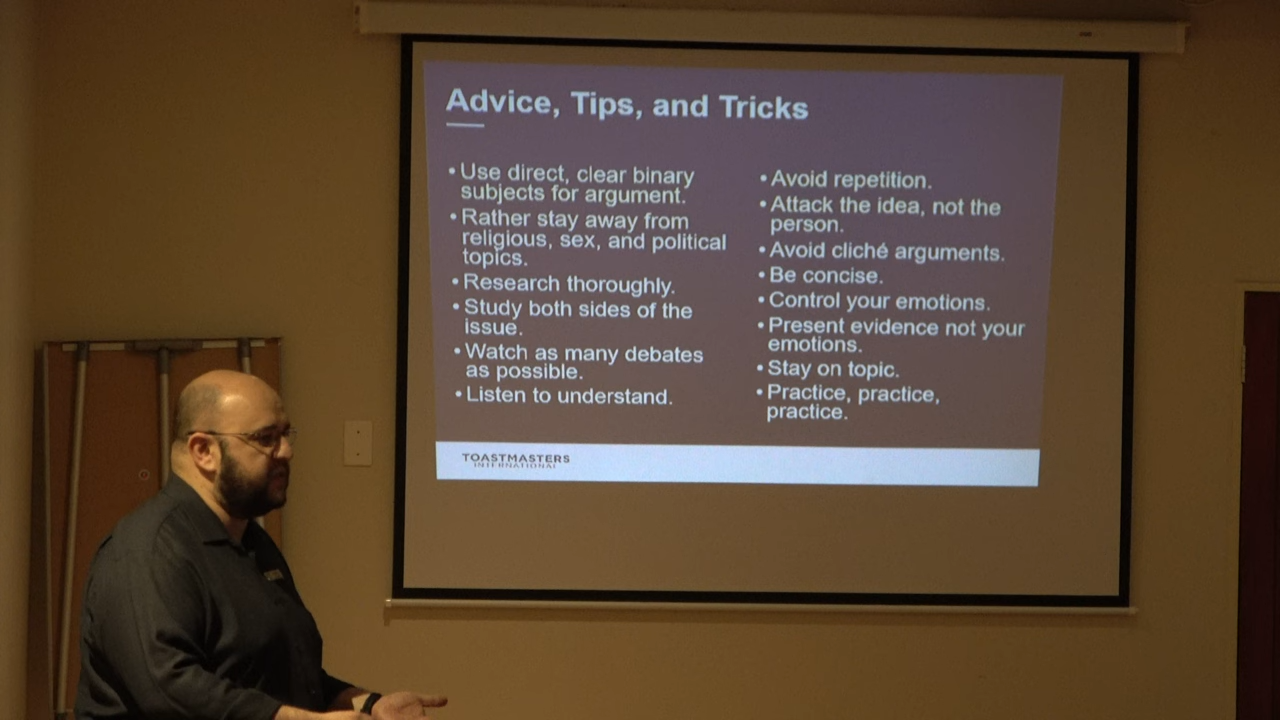 Advice, Tips, and Tricks
• Use direct, clear binary
subjects for argument.
• Rather stay away from
religious, sex, and political
topics.
• Research thoroughly.
• Study both sides of the
issue.
• Watch as many debates
as possible.
• Listen to understand.
• Avoid repetition.
• Attack the idea, not the
person.
• Avoid cliché arguments.
• Be concise.
• Control your emotions.
• Present evidence not your
emotions.
• Stay on topic.
• Practice, practice,
practice.
TOASTMASTERS
INTERNATIONAL